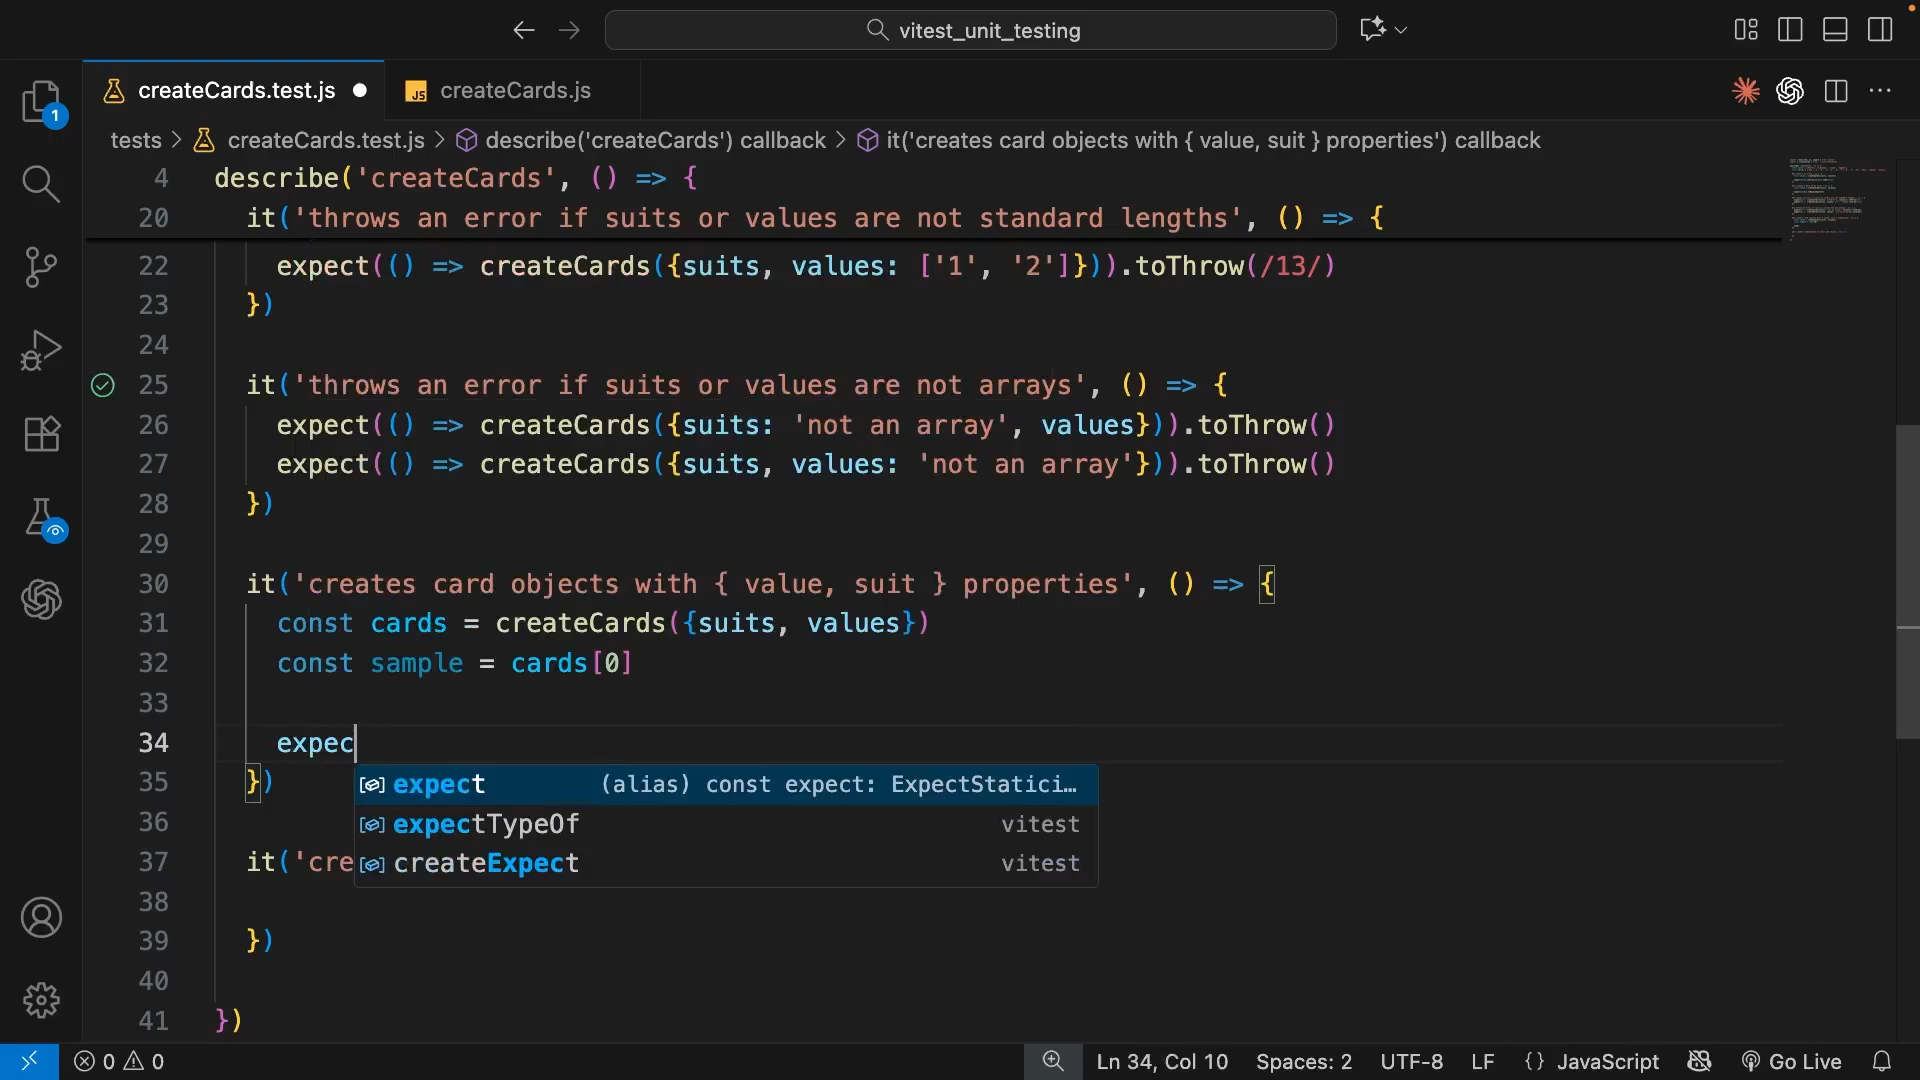 vitest_unit_testing
createCards.test.js
JS createCards.js
1
tests > createCards.test.js > describe('createCards') callback > it('creates card objects with { value, suit } properties') callback
4 describe('createCards', () => {
20 it('throws an error if suits or values are not standard lengths', () => {
22 expect(() => createCards({suits, values: ['1', '2']})).toThrow(/13/)
23 })
24
25 it('throws an error if suits or values are not arrays', () => {
26 expect(() => createCards({suits: 'not an array', values})).toThrow()
27 expect(() => createCards({suits, values: 'not an array'})).toThrow()
28 })
29
30 it('creates card objects with { value, suit } properties', () => {
31 const cards = createCards({suits, values})
32 const sample = cards[0]
33
34 expec
35 })
expect (alias) const expect: ExpectStatici…
36
expectTypeOf vitest
37 it('cre
createExpect vitest
38
39 })
40
41 })
0 0
Ln 34, Col 10
Spaces: 2
UTF-8
LF
{} JavaScript
Go Live